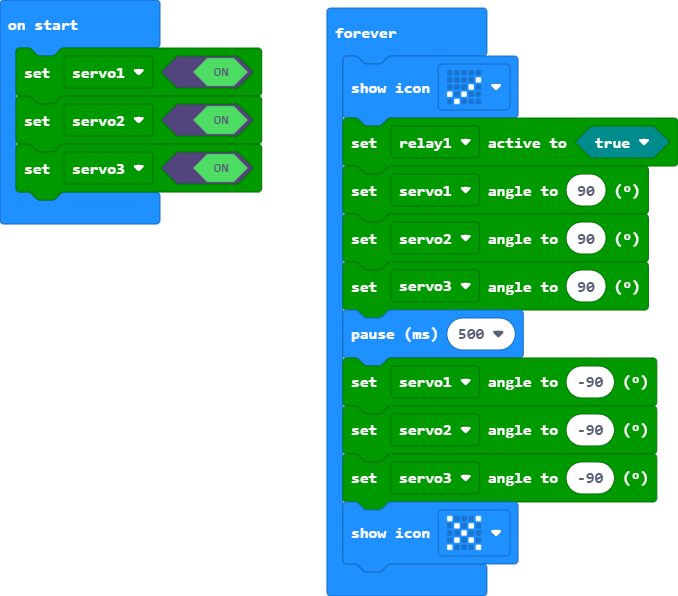 on start
set servo1 ON
set servo2 ON
set servo3 ON
forever
show icon
set relay1 active to true
set servo1 angle to 90 (°)
set servo2 angle to 90 (°)
set servo3 angle to 90 (°)
pause (ms) 500
set servo1 angle to -90 (°)
set servo2 angle to -90 (°)
set servo3 angle to -90 (°)
show icon